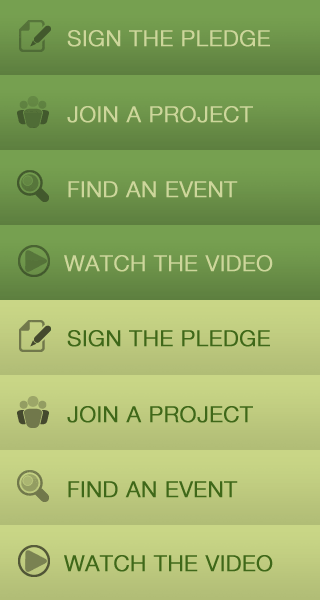 SIGN THE PLEDGE
JOIN A PROJECT
FIND AN EVENT
WATCH THE VIDEO
SIGN THE PLEDGE
JOIN A PROJECT
FIND AN EVENT
WATCH THE VIDEO